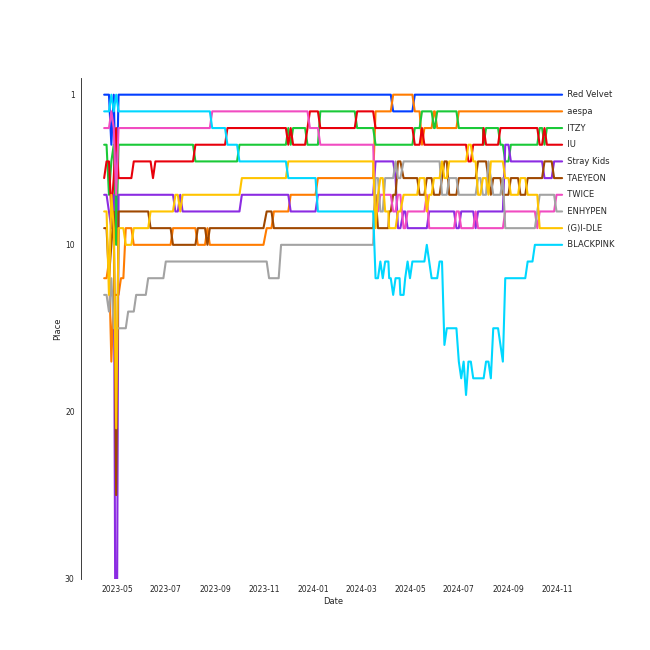 1
10
20
30
Place
Red Velvet
aespa
ITZY
IU
Stray Kids
TAEYEON
TWICE
ENHYPEN
(G)I-DLE
BLACKPINK
2023-05 2023-07 2023-09 2023-11 2024-01 2024-03 2024-05 2024-07 2024-09 2024-11
Date